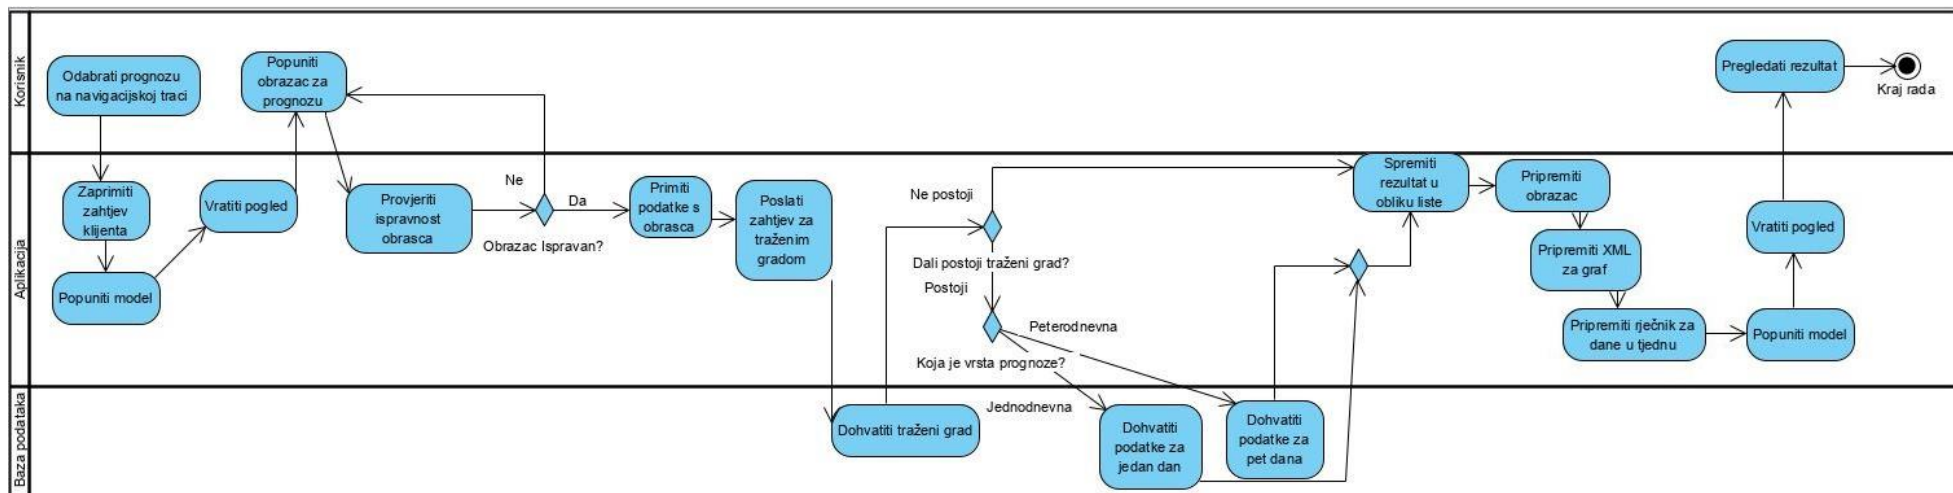 Korisnik
Odabrati prognozu
na navigacijskoj traci
Popuniti
obrazac za
prognozu
Pregledati rezultat
Kraj rada
Aplikacija
Zaprimiti
zahtjev
klijenta
Popuniti model
Vratiti pogled
Provjeriti
ispravnost
obrasca
Ne
Da
Obrazac Ispravan?
Primiti
podatke s
obrasca
Poslati
zahtjev za
traženim
gradom
Ne postoji
Dali postoji traženi grad?
Postoji
Peterodnevna
Koja je vrsta prognoze?
Jednodnevna
Spremiti
rezultat u
obliku liste
Pripremiti
obrazac
Pripremiti XML
za graf
Pripremiti rječnik za
dane u tjednu
Popuniti model
Vratiti pogled
Baza podataka
Dohvatiti traženi grad
Dohvatiti
podatke za
jedan dan
Dohvatiti
podatke za
pet dana